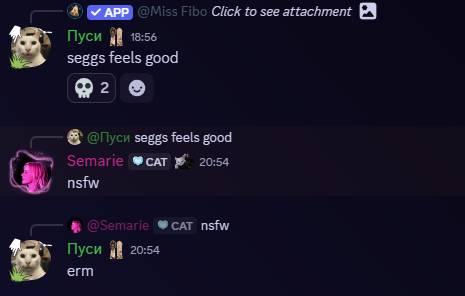 APP @Miss Fibo Click to see attachment
Пуси 18:56
seggs feels good
2
@Пуси seggs feels good
Semarie CAT 20:54
nsfw
@Semarie CAT nsfw
Пуси 20:54
erm